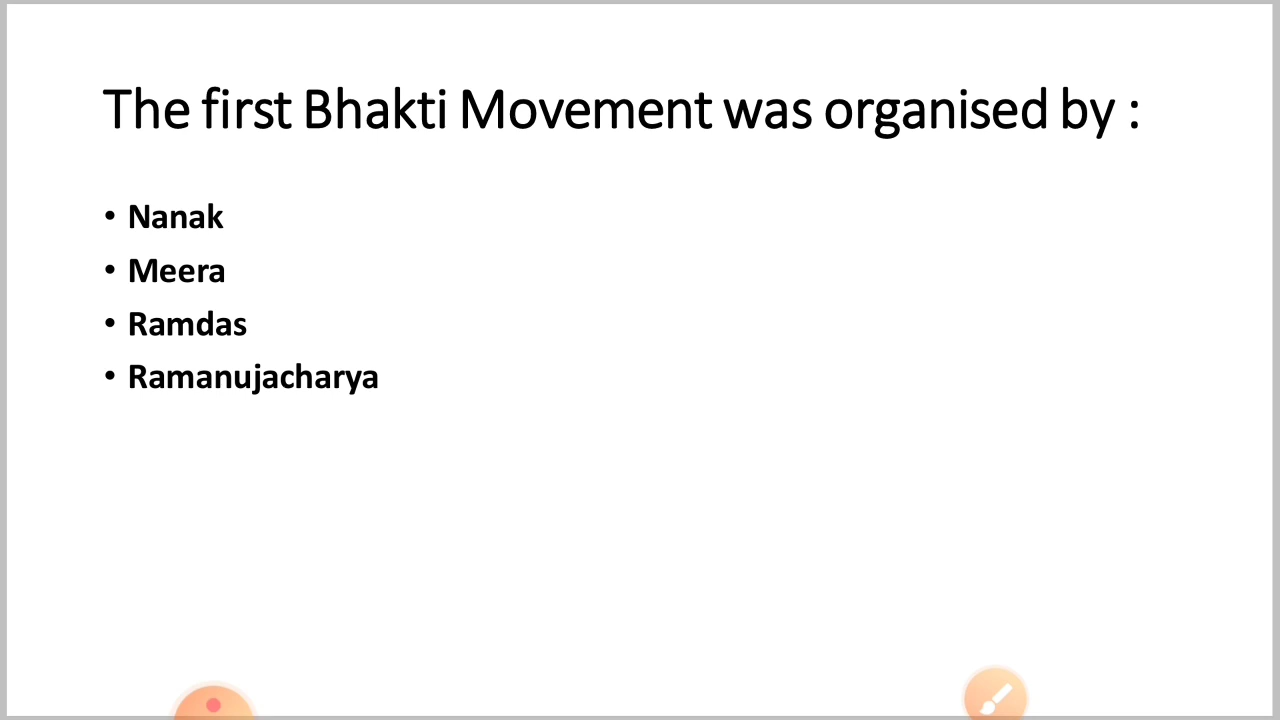 The first Bhakti Movement was organised by :
• Nanak
• Meera
• Ramdas
• Ramanujacharya